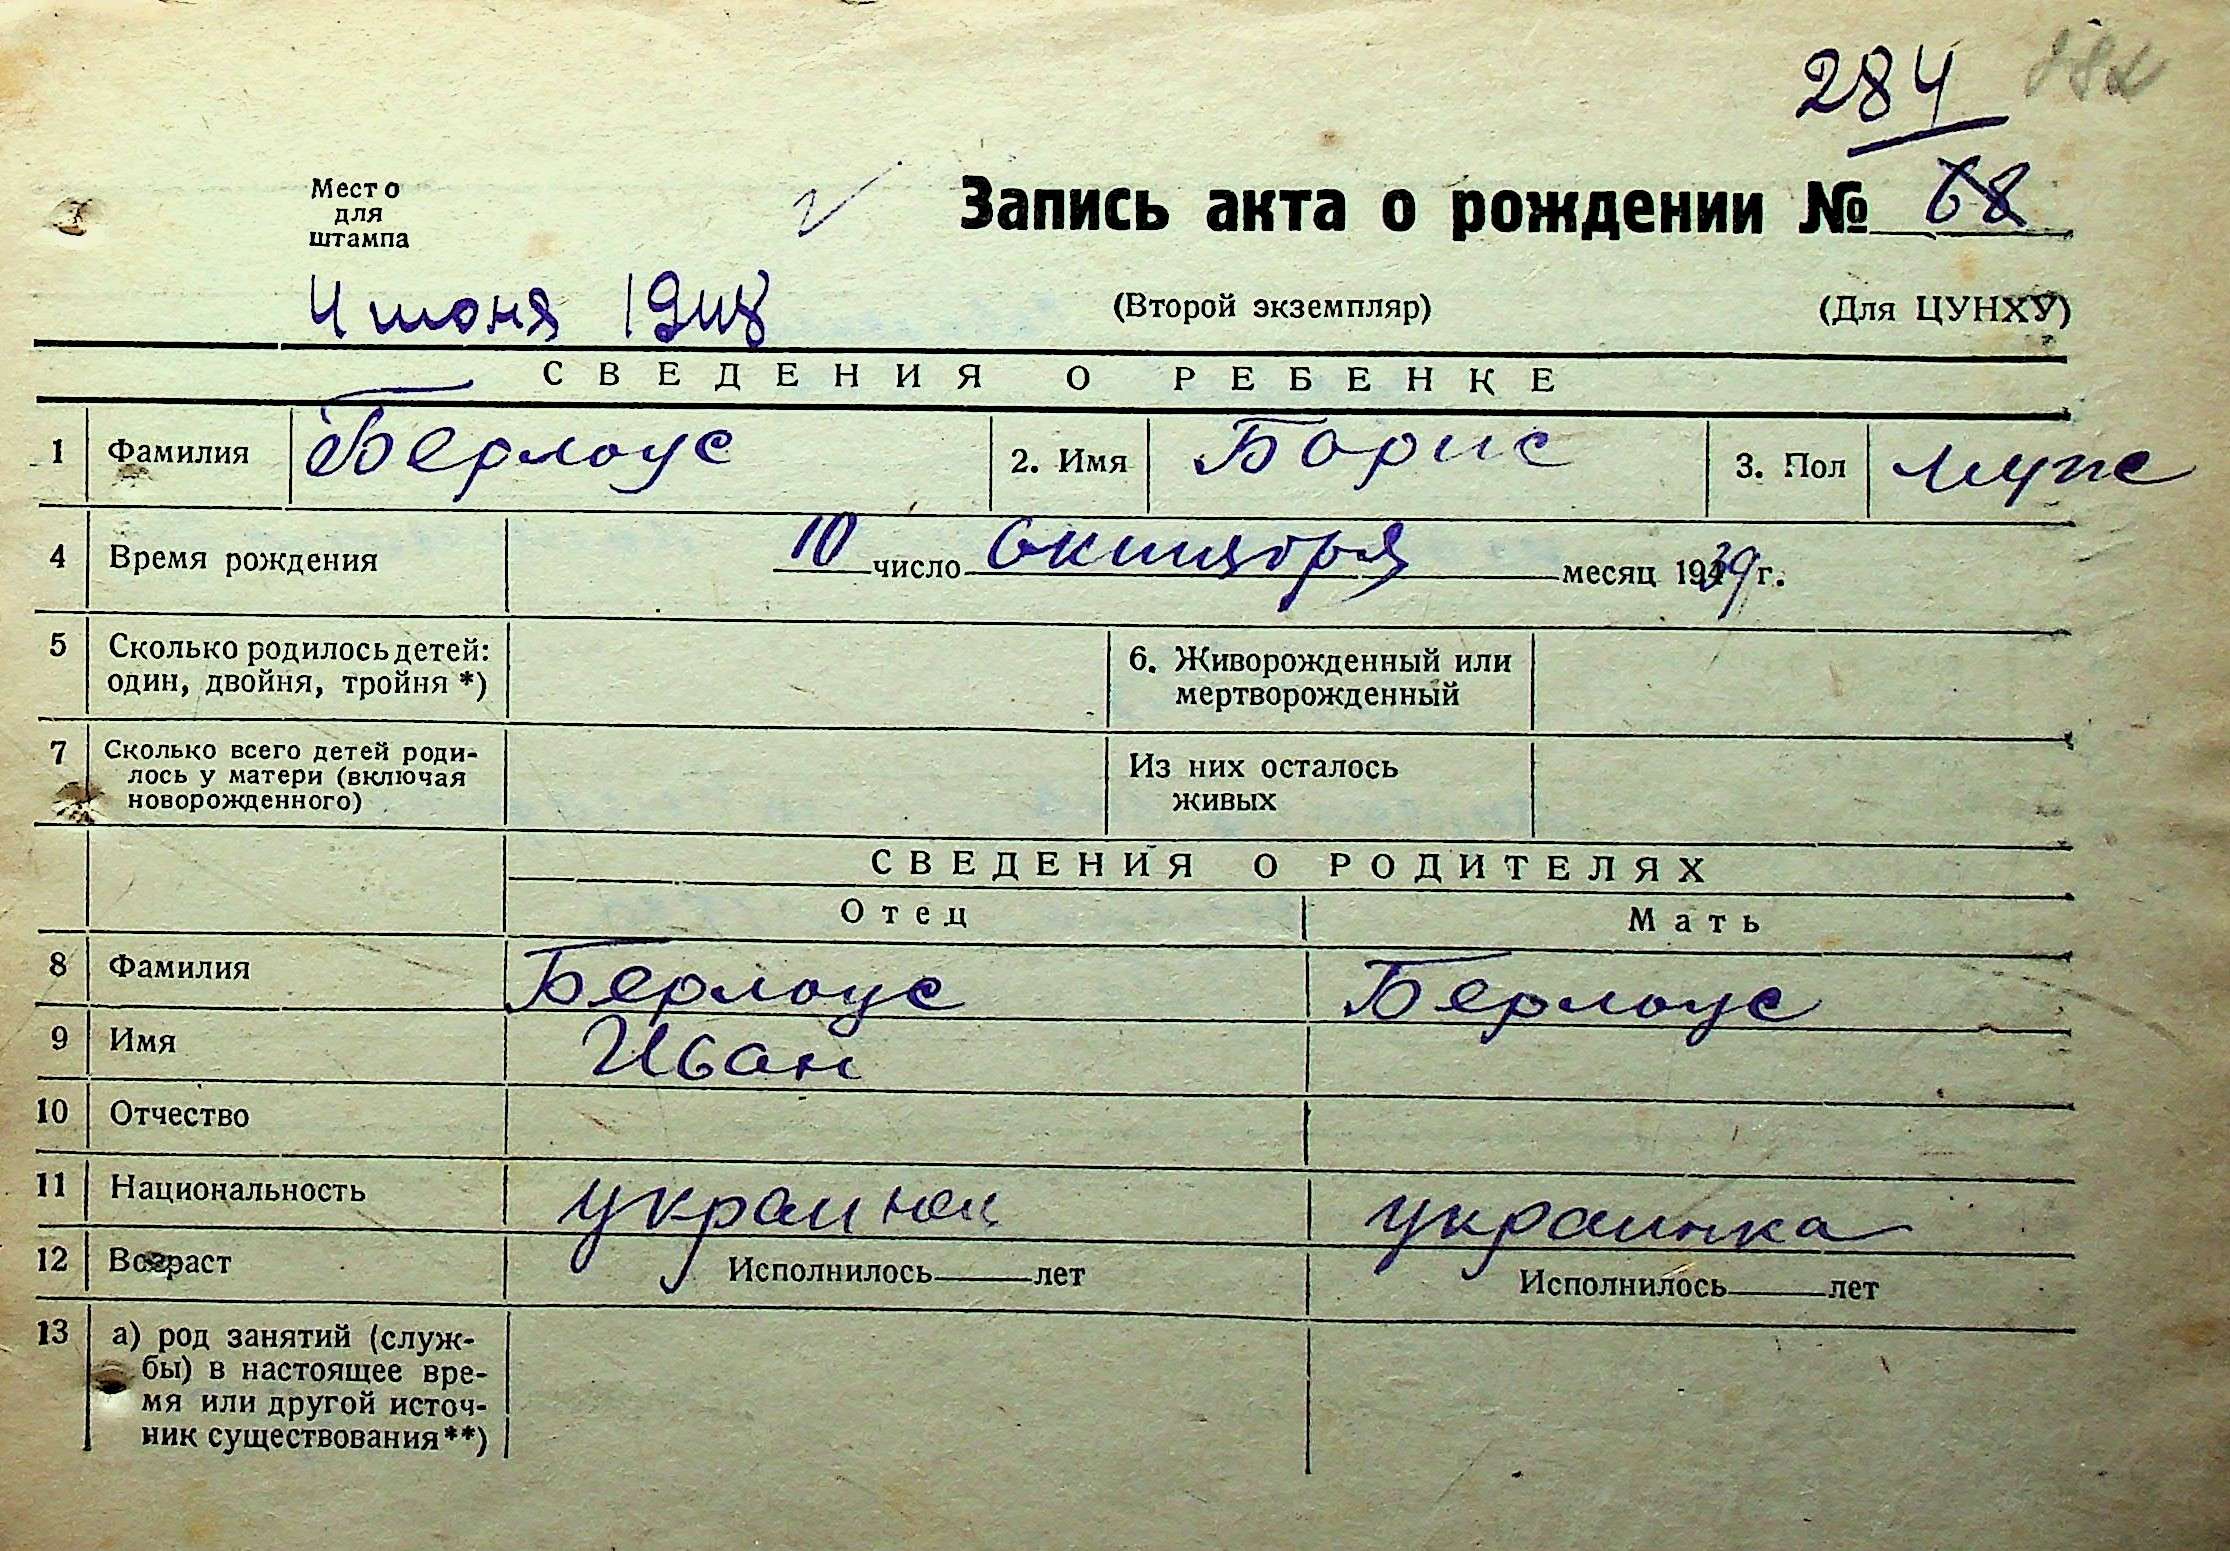 284
Место
для
штампа
Запись акта о рождении № 68
4 июня 1948
(Второй экземпляр) (Для ЦУНХУ)
СВЕДЕНИЯ О РЕБЕНКЕ
1 Фамилия Берлоус 2. Имя Борис 3. Пол муж
4 Время рождения 10 число октября месяц 1939 г.
5 Сколько родилось детей:
один, двойня, тройня *)
6. Живорожденный или
мертворожденный
7 Сколько всего детей роди-
лось у матери (включая
новорожденного)
Из них осталось
живых
СВЕДЕНИЯ О РОДИТЕЛЯХ
Отец Мать
8 Фамилия Берлоус Берлоус
9 Имя Иван
10 Отчество
11 Национальность украинец украинка
12 Возраст Исполнилось лет Исполнилось лет
13 а) род занятий (служ-
бы) в настоящее вре-
мя или другой источ-
ник существования**)